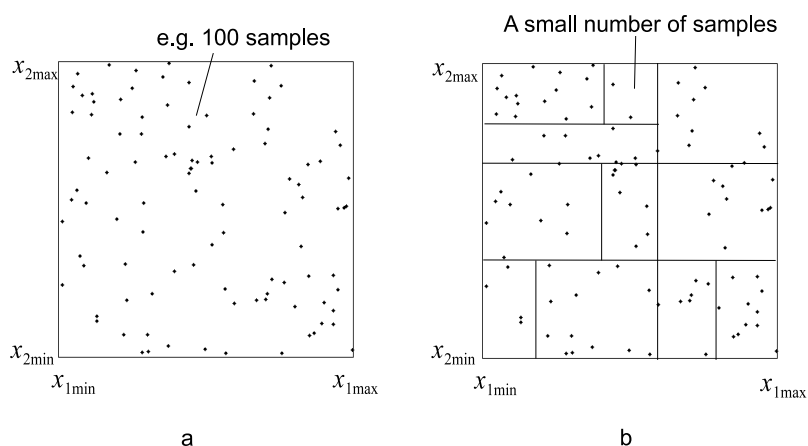 e.g. 100 samples
x2max
x2min
x1min
x1max
a
A small number of samples
x2max
x2min
x1min
x1max
b